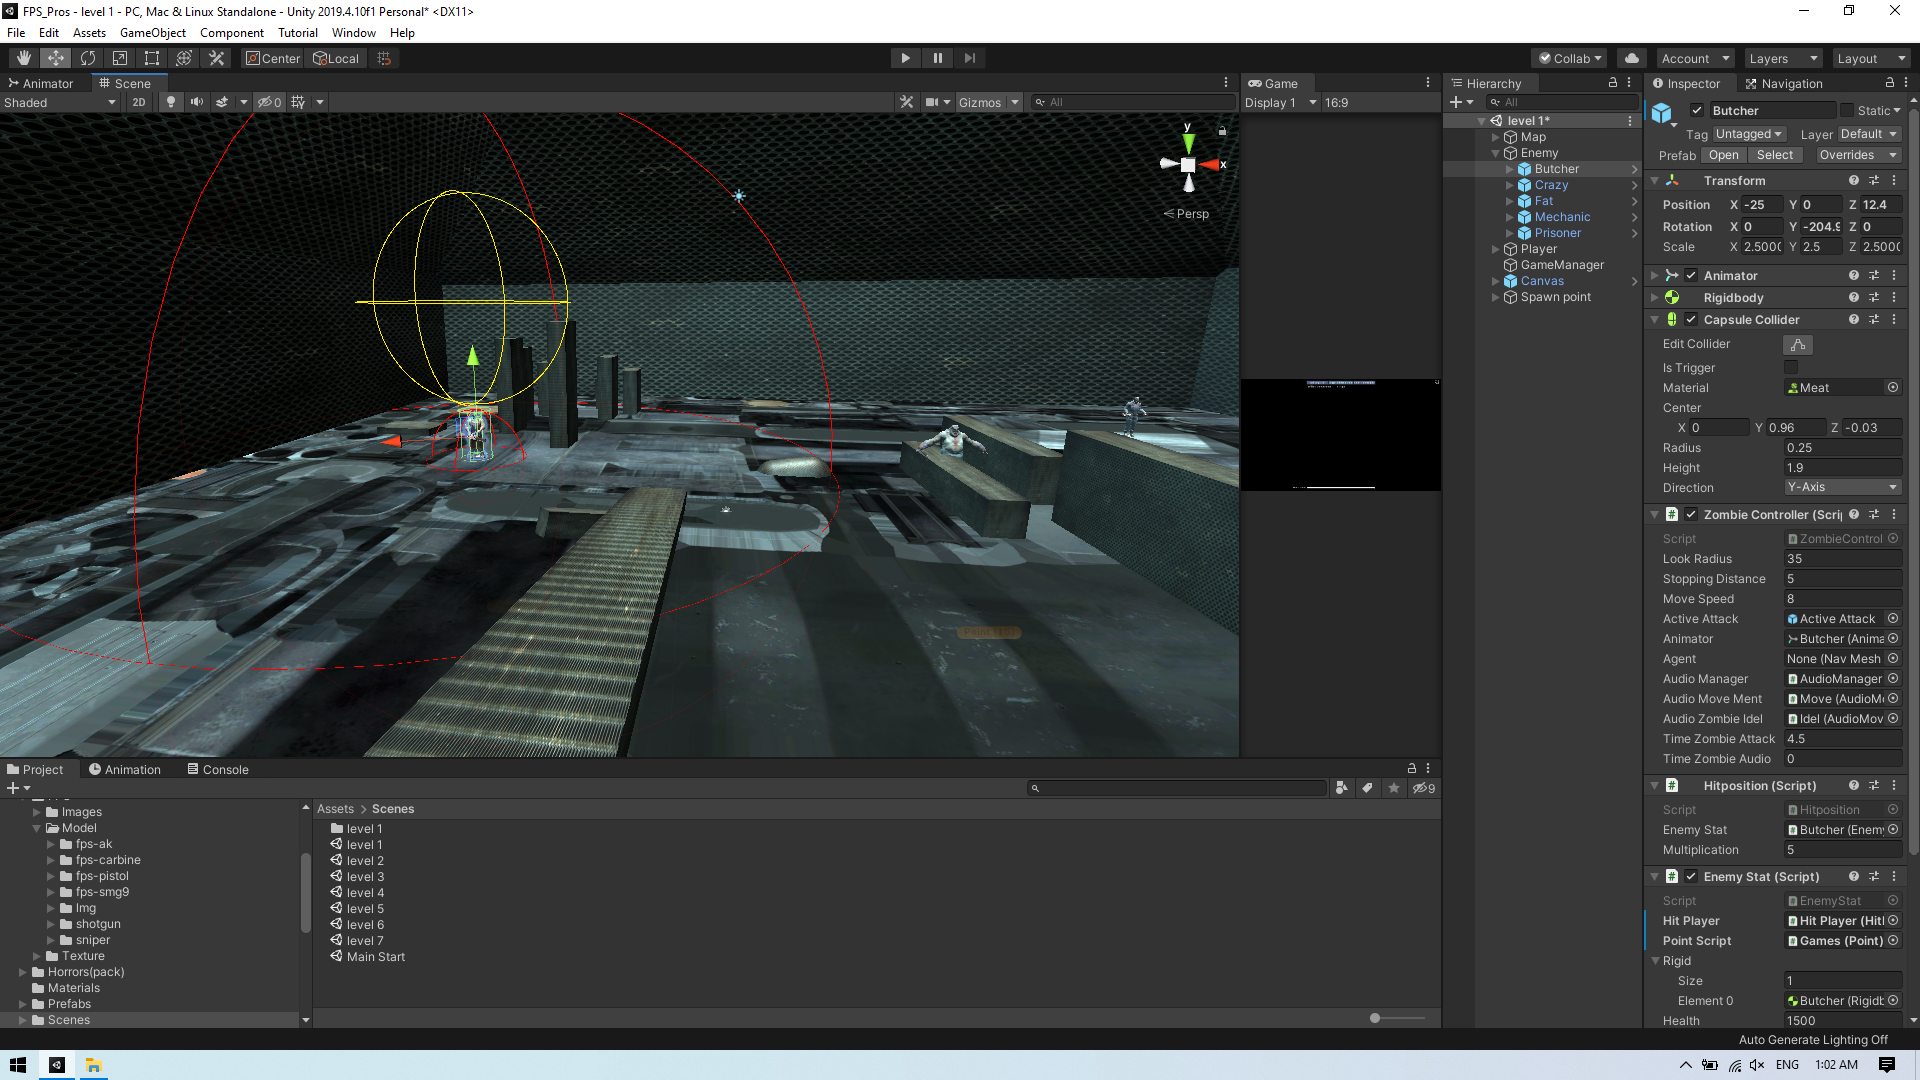 FPS_Pros - level 1 - PC, Mac & Linux Standalone - Unity 2019.4.10f1 Personal* <DX11>
File Edit Assets GameObject Component Tutorial Window Help
Center Local Collab Account Layers Layout
Animator Scene Game Hierarchy Inspector Navigation
Shaded 2D 0 Gizmos All Display 1 16:9 All
Butcher Static
Tag Untagged Layer Default
Prefab Open Select Overrides
level 1*
Map
Enemy
Butcher
Crazy
Fat
Mechanic
Prisoner
Player
GameManager
Canvas
Spawn point
y
x
Persp
Transform
Position X -25 Y 0 Z 12.4
Rotation X 0 Y -204.9 Z 0
Scale X 2.5000 Y 2.5 Z 2.5000
Animator
Rigidbody
Capsule Collider
Edit Collider
Is Trigger
Material Meat
Center
X 0 Y 0.96 Z -0.03
Radius 0.25
Height 1.9
Direction Y-Axis
Zombie Controller (Scrip
Script ZombieControl
Look Radius 35
Stopping Distance 5
Move Speed 8
Active Attack Active Attack
Animator Butcher (Anima
Agent None (Nav Mesh
Audio Manager AudioManager
Audio Move Ment Move (AudioM
Audio Zombie Idel Idel (AudioMov
Time Zombie Attack 4.5
Time Zombie Audio 0
Hitposition (Script)
Script Hitposition
Enemy Stat Butcher (Enemy
Multiplication 5
Enemy Stat (Script)
Script EnemyStat
Hit Player Hit Player (Hitl
Point Script Games (Point)
Rigid
Size 1
Element 0 Butcher (Rigidb
Health 1500
Project Animation Console
9
Images
Model
fps-ak
fps-carbine
fps-pistol
fps-smg9
Img
shotgun
sniper
Texture
Horrors(pack)
Materials
Prefabs
Scenes
Assets > Scenes
level 1
level 1
level 2
level 3
level 4
level 5
level 6
level 7
Main Start
Auto Generate Lighting Off
ENG 1:02 AM